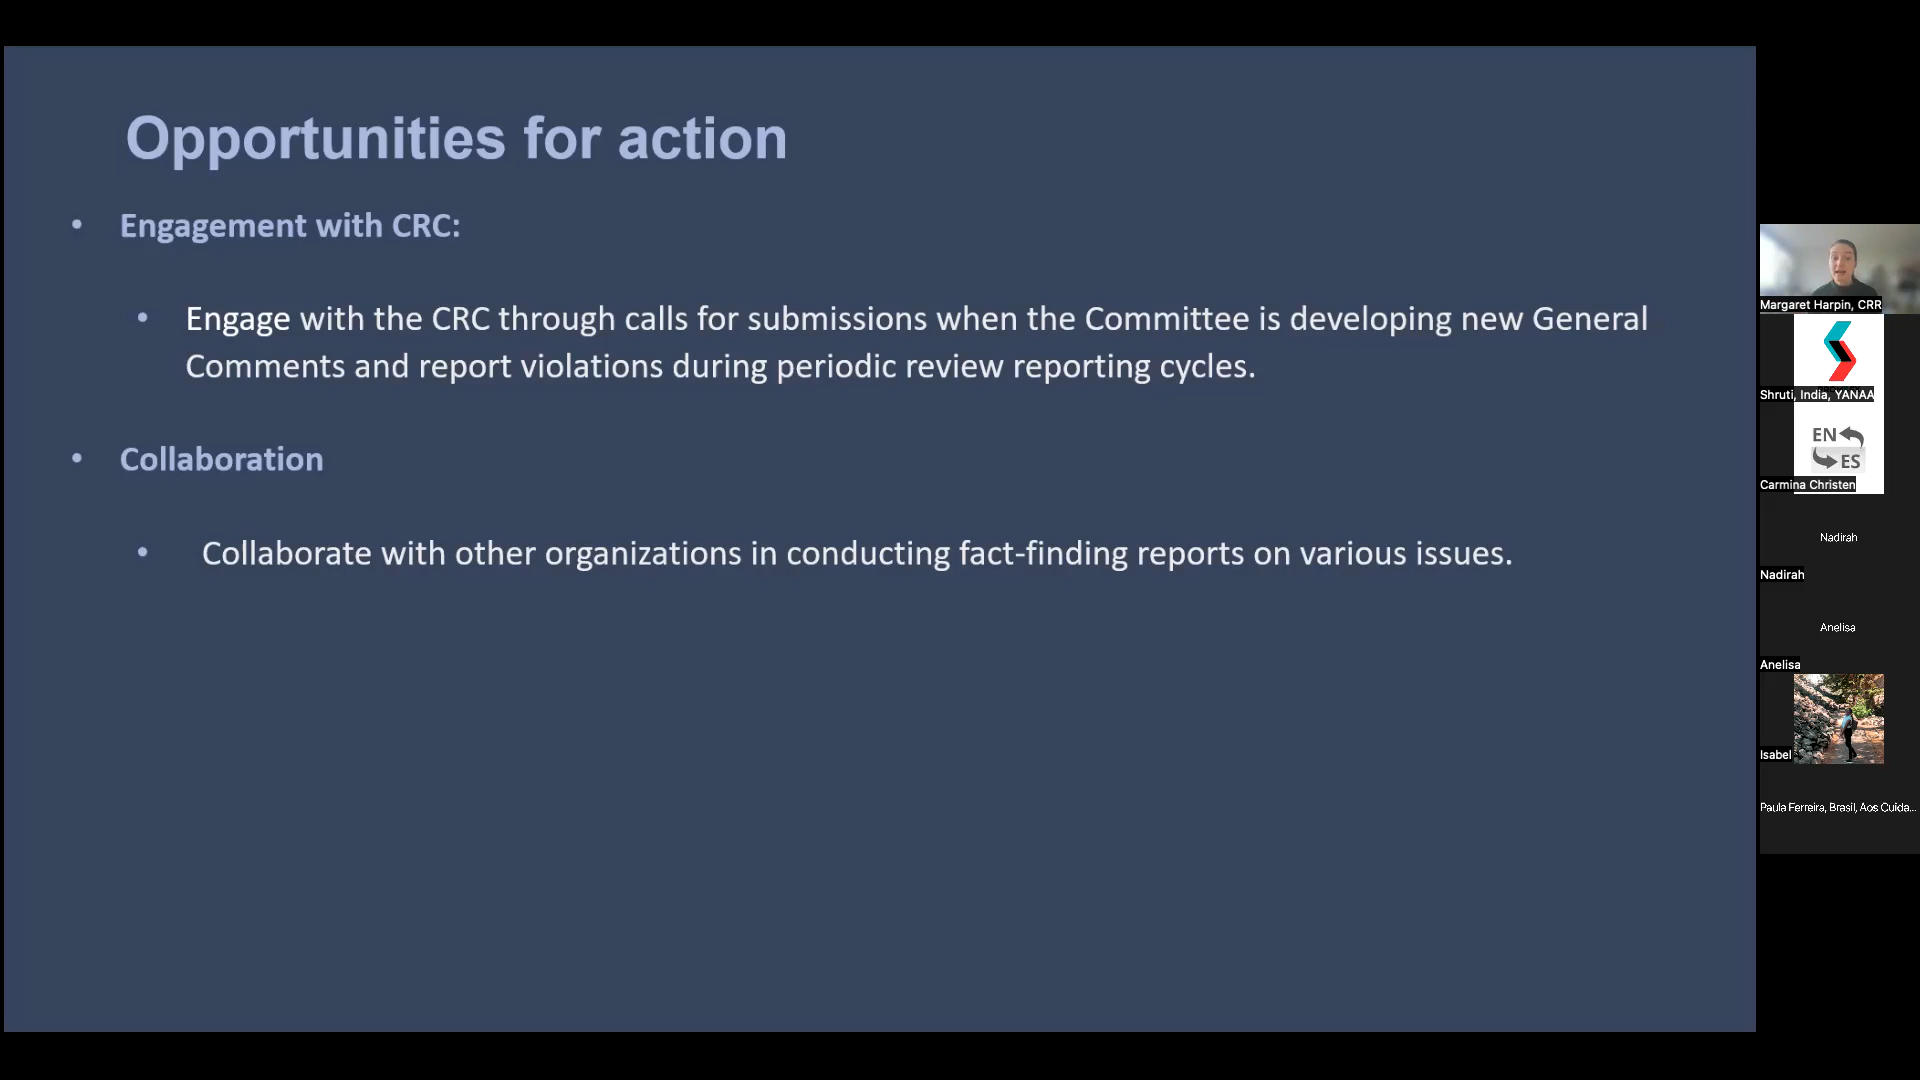 Opportunities for action
• Engagement with CRC:
• Engage with the CRC through calls for submissions when the Committee is developing new General
Comments and report violations during periodic review reporting cycles.
• Collaboration
• Collaborate with other organizations in conducting fact-finding reports on various issues.
Margaret Harpin, CRR
Shruti, India, YANAA
EN
ES
Carmina Christen
Nadirah
Nadirah
Anelisa
Anelisa
Isabel
Paula Ferreira, Brasil, Aos Cuida...